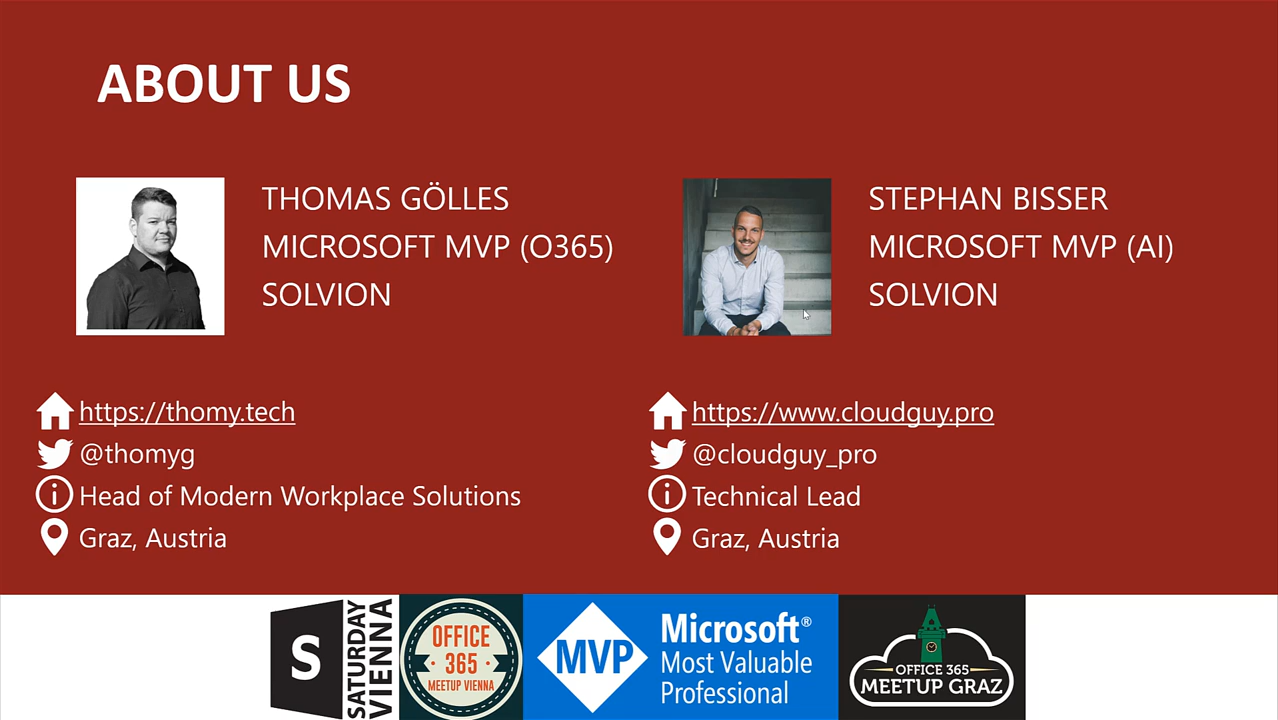 ABOUT US
THOMAS GÖLLES
MICROSOFT MVP (O365)
SOLVION
STEPHAN BISSER
MICROSOFT MVP (AI)
SOLVION
https://thomy.tech
@thomyg
Head of Modern Workplace Solutions
Graz, Austria
https://www.cloudguy.pro
@cloudguy_pro
Technical Lead
Graz, Austria
S
SATURDAY
VIENNA
OFFICE
365
MEETUP VIENNA
MVP
Microsoft®
Most Valuable
Professional
OFFICE 365
MEETUP GRAZ